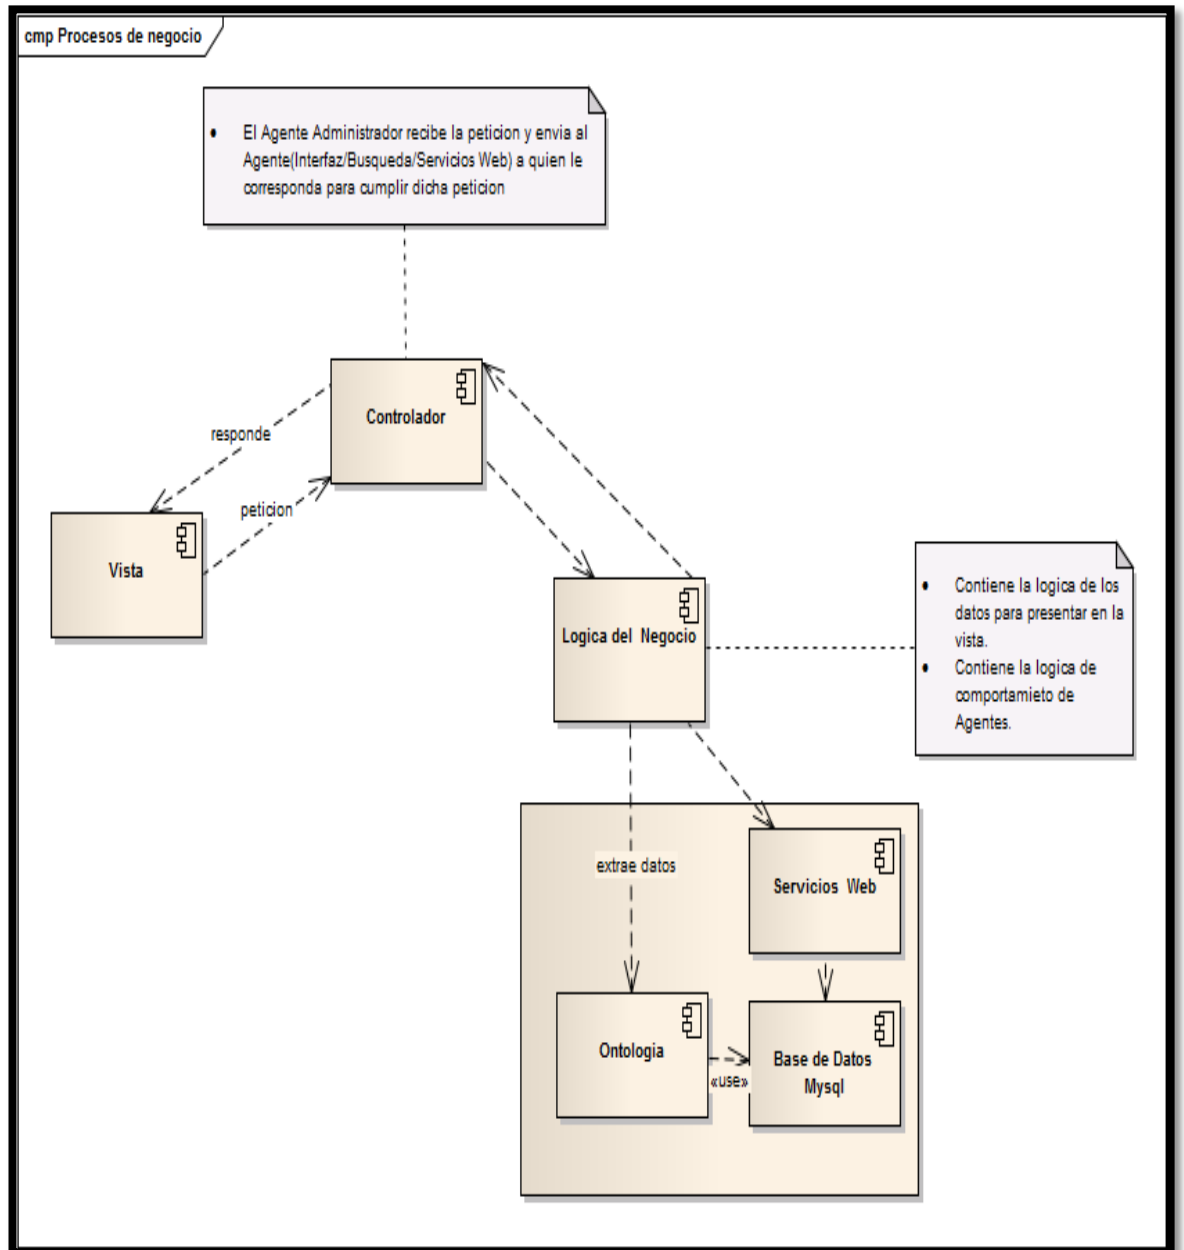 cmp Procesos de negocio
• El Agente Administrador recibe la peticion y envia al
Agente(Interfaz/Busqueda/Servicios Web) a quien le
corresponda para cumplir dicha peticion
Controlador
responde
peticion
Vista
Logica del Negocio
• Contiene la logica de los
datos para presentar en la
vista.
• Contiene la logica de
comportamieto de
Agentes.
extrae datos
Servicios Web
Ontologia
«use»
Base de Datos
Mysql